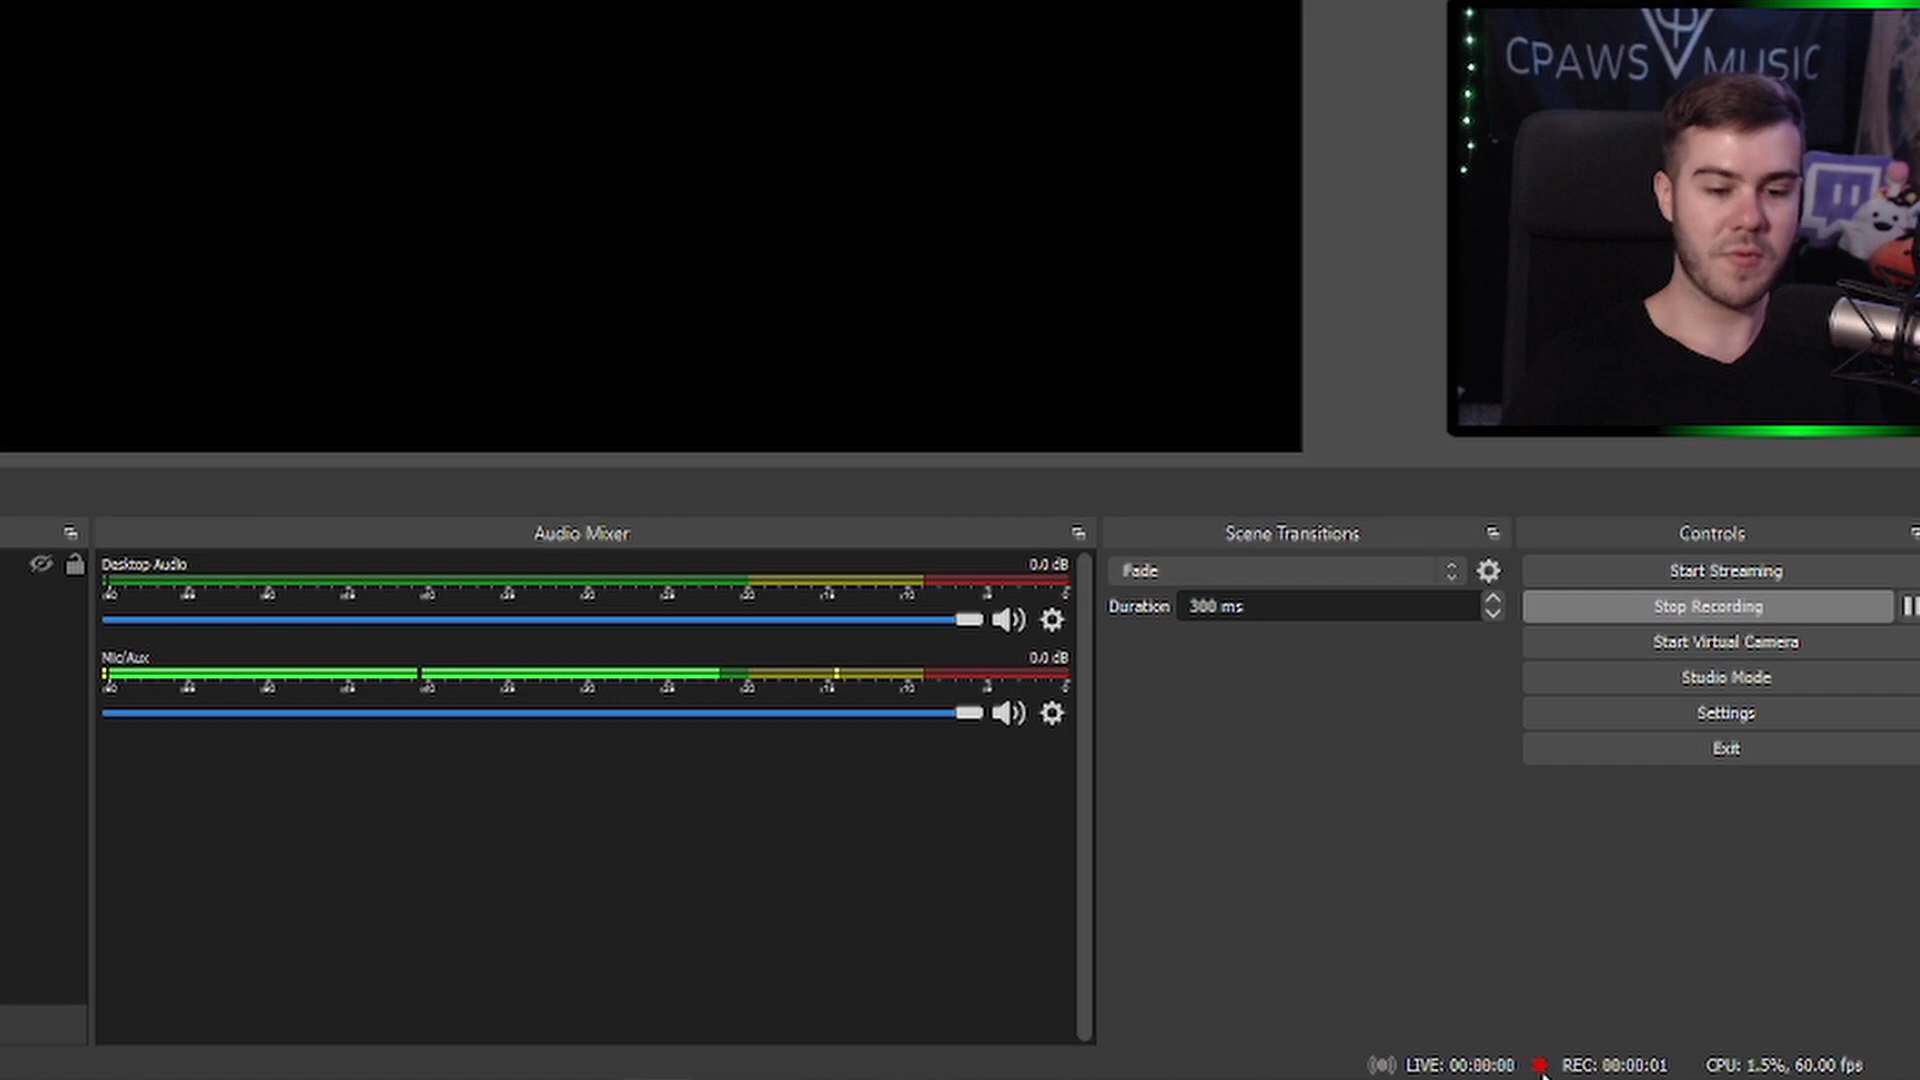 CPAWS MUSIC
Audio Mixer
Scene Transitions
Controls
Desktop Audio
0.0 dB
Mic/Aux
0.0 dB
Fade
Duration
300 ms
Start Streaming
Stop Recording
Start Virtual Camera
Studio Mode
Settings
Exit
LIVE: 00:00:00
REC: 00:00:01
CPU: 1.5%, 60.00 fps